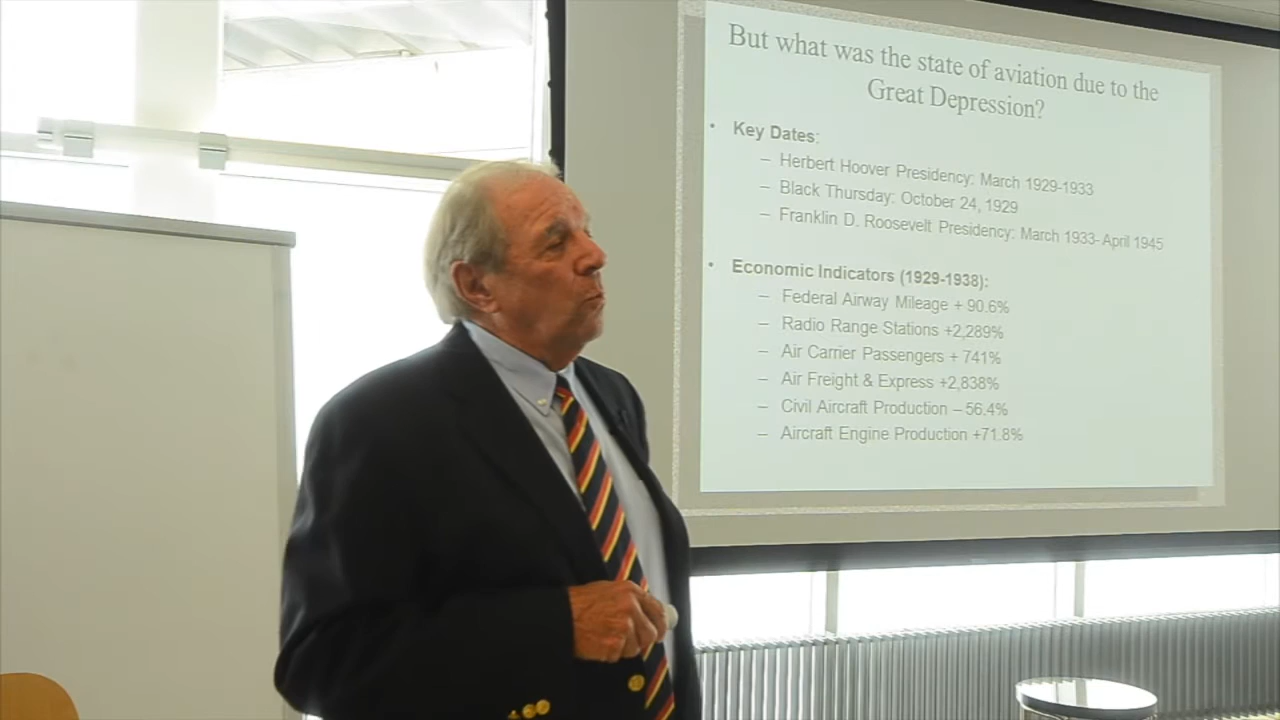 But what was the state of aviation due to the
Great Depression?
• Key Dates:
– Herbert Hoover Presidency: March 1929-1933
– Black Thursday: October 24, 1929
– Franklin D. Roosevelt Presidency: March 1933- April 1945
• Economic Indicators (1929-1938):
– Federal Airway Mileage + 90.6%
– Radio Range Stations +2,289%
– Air Carrier Passengers + 741%
– Air Freight & Express +2,838%
– Civil Aircraft Production – 56.4%
– Aircraft Engine Production +71.8%